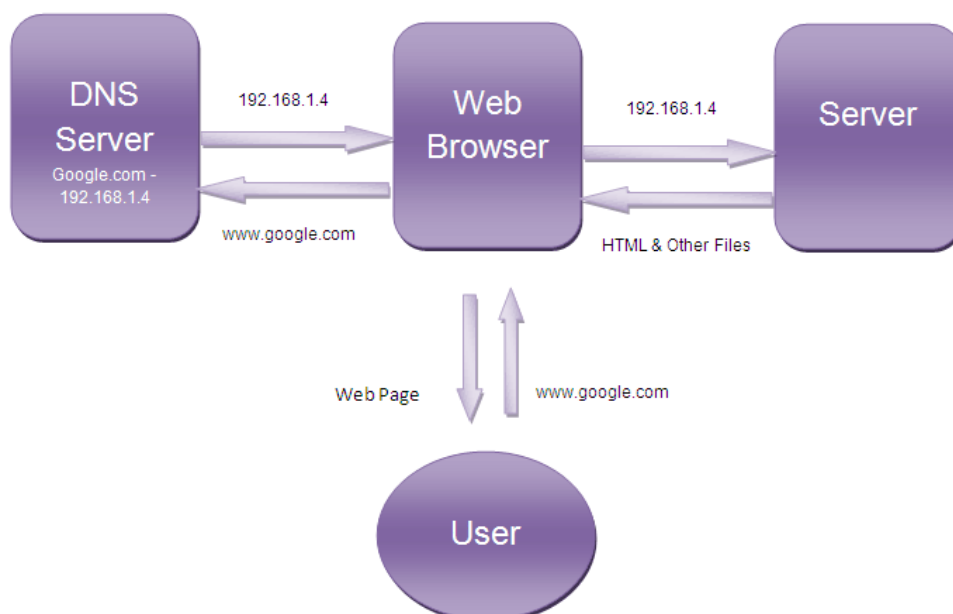 DNS
Server
Google.com -
192.168.1.4
192.168.1.4
www.google.com
Web
Browser
192.168.1.4
HTML & Other Files
Server
Web Page
www.google.com
User